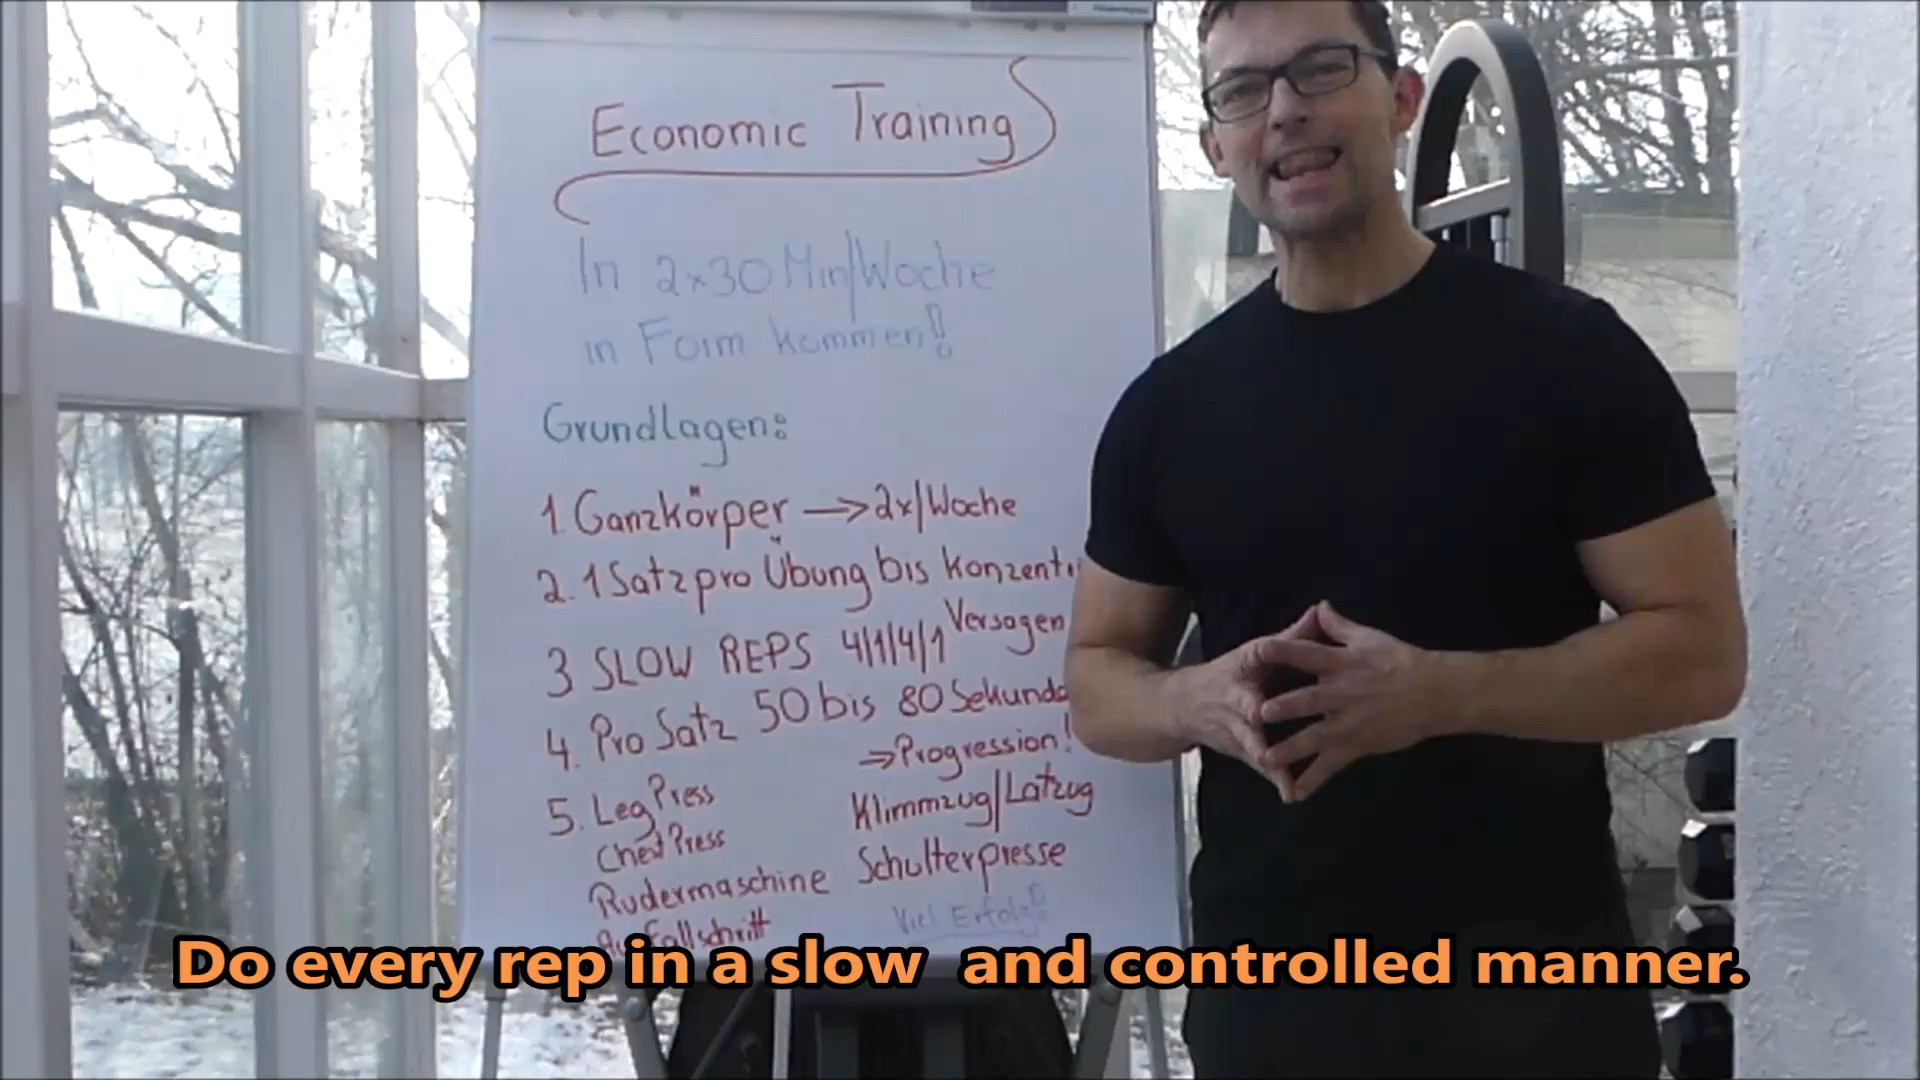 Economic Training
In 2x30 Min/Woche
in Form kommen!!
Grundlagen:
1. Ganzkörper → 2x/Woche
2. 1 Satz pro Übung bis
Versagen
3 SLOW REPS 4/1/4/1
4. Pro Satz 50 bis 80
⇒ Progression!
5. Leg Press
Klimmzug/Latzug
Chest Press
Rudermaschine Schulterpresse
Viel Erfolg!!
Do every rep in a slow and controlled manner.